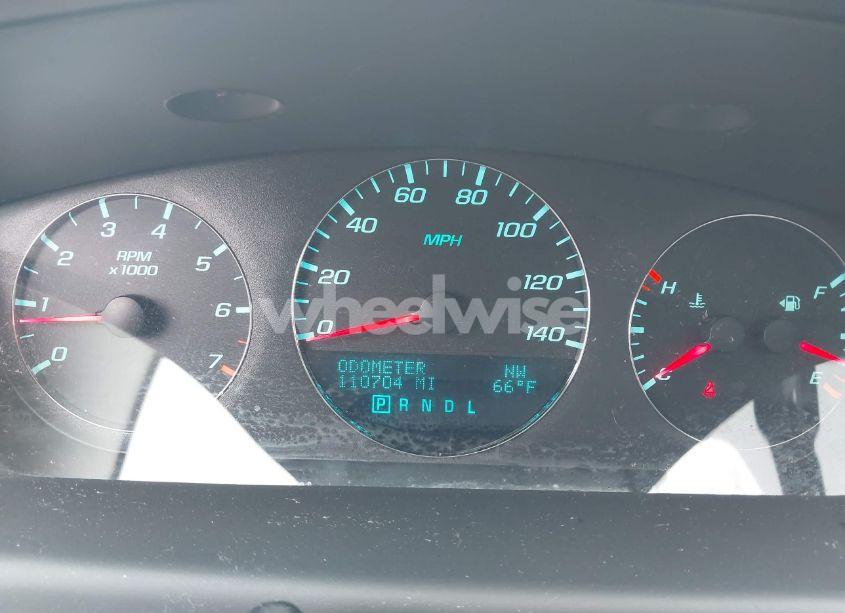 0 1 2 3 4 5 6 7
RPM
x1000
0 20 40 60 80 100 120 140
MPH
ODOMETER NW
110704 MI 66°F
P R N D L
H
C
F
E
wheelwise